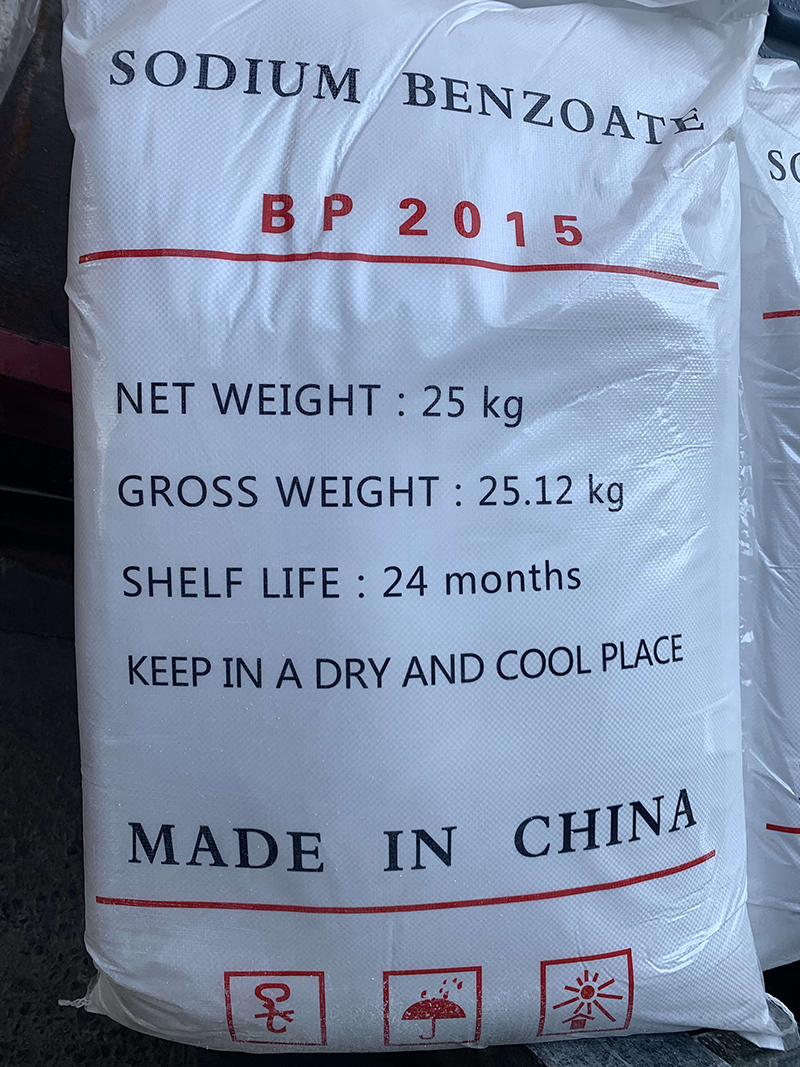 SODIUM BENZOATE
BP 2015
NET WEIGHT : 25 kg
GROSS WEIGHT : 25.12 kg
SHELF LIFE : 24 months
KEEP IN A DRY AND COOL PLACE
MADE IN CHINA
SO